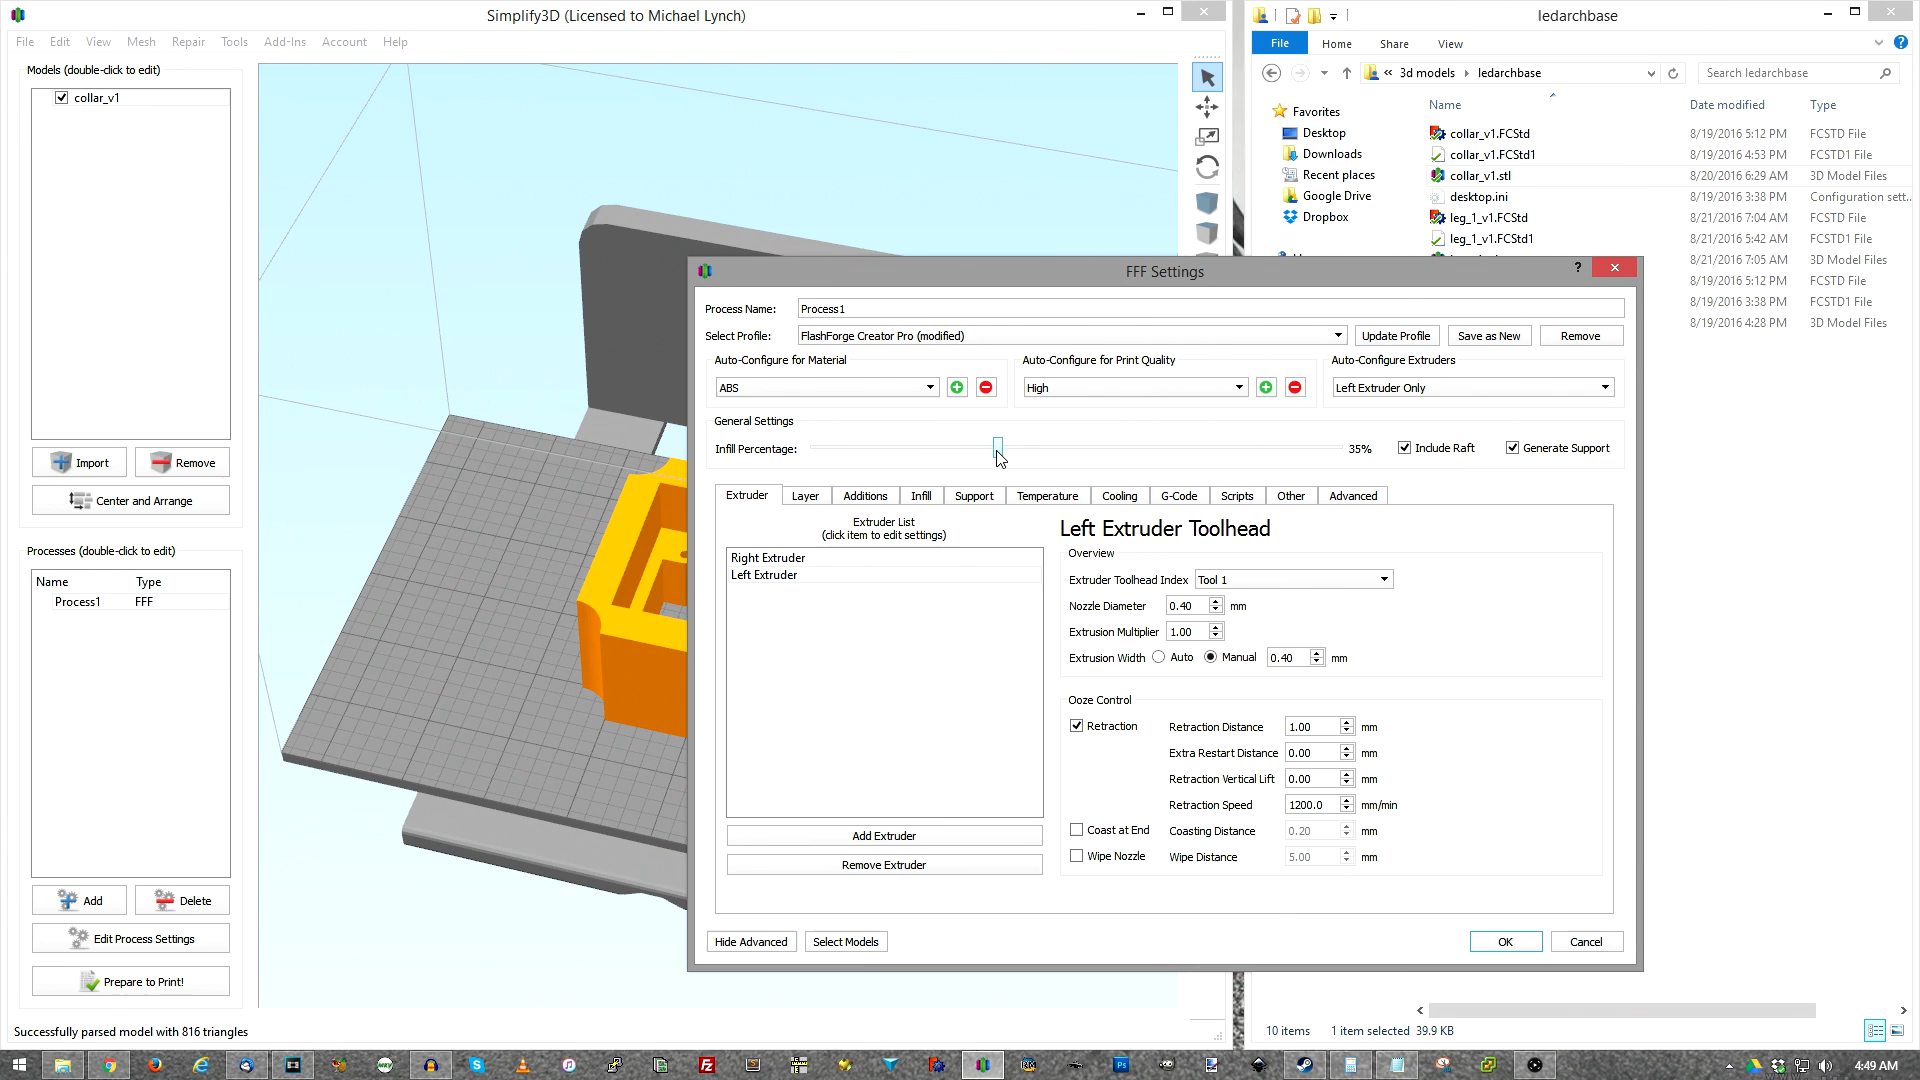 Simplify3D (Licensed to Michael Lynch)
File Edit View Mesh Repair Tools Add-Ins Account Help
Models (double-click to edit)
collar_v1
Import
Remove
Center and Arrange
Processes (double-click to edit)
Name Type
Process1 FFF
Add
Delete
Edit Process Settings
Prepare to Print!
Successfully parsed model with 816 triangles
ledarchbase
File Home Share View
« 3d models ledarchbase
Search ledarchbase
Favorites
Desktop
Downloads
Recent places
Google Drive
Dropbox
Name Date modified Type
collar_v1.FCStd 8/19/2016 5:12 PM FCSTD File
collar_v1.FCStd1 8/19/2016 4:53 PM FCSTD1 File
collar_v1.stl 8/20/2016 6:29 AM 3D Model Files
desktop.ini 8/19/2016 3:38 PM Configuration sett...
leg_1_v1.FCStd 8/21/2016 7:04 AM FCSTD File
leg_1_v1.FCStd1 8/21/2016 5:42 AM FCSTD1 File
8/21/2016 7:05 AM 3D Model Files
8/19/2016 5:12 PM FCSTD File
8/19/2016 3:38 PM FCSTD1 File
8/19/2016 4:28 PM 3D Model Files
10 items 1 item selected 39.9 KB
FFF Settings
?
Process Name: Process1
Select Profile: FlashForge Creator Pro (modified) Update Profile Save as New Remove
Auto-Configure for Material Auto-Configure for Print Quality Auto-Configure Extruders
ABS High Left Extruder Only
General Settings
Infill Percentage: 35% Include Raft Generate Support
Extruder Layer Additions Infill Support Temperature Cooling G-Code Scripts Other Advanced
Extruder List
(click item to edit settings)
Right Extruder
Left Extruder
Add Extruder
Remove Extruder
Left Extruder Toolhead
Overview
Extruder Toolhead Index Tool 1
Nozzle Diameter 0.40 mm
Extrusion Multiplier 1.00
Extrusion Width Auto Manual 0.40 mm
Ooze Control
Retraction Retraction Distance 1.00 mm
Extra Restart Distance 0.00 mm
Retraction Vertical Lift 0.00 mm
Retraction Speed 1200.0 mm/min
Coast at End Coasting Distance 0.20 mm
Wipe Nozzle Wipe Distance 5.00 mm
Hide Advanced Select Models OK Cancel
4:49 AM